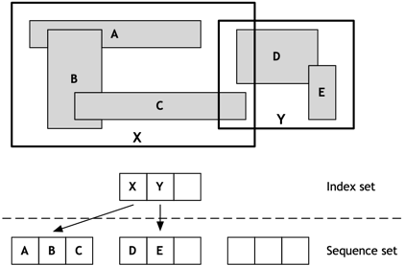 A
D
B
E
C
Y
X
X Y
Index set
A B C
D E
Sequence set